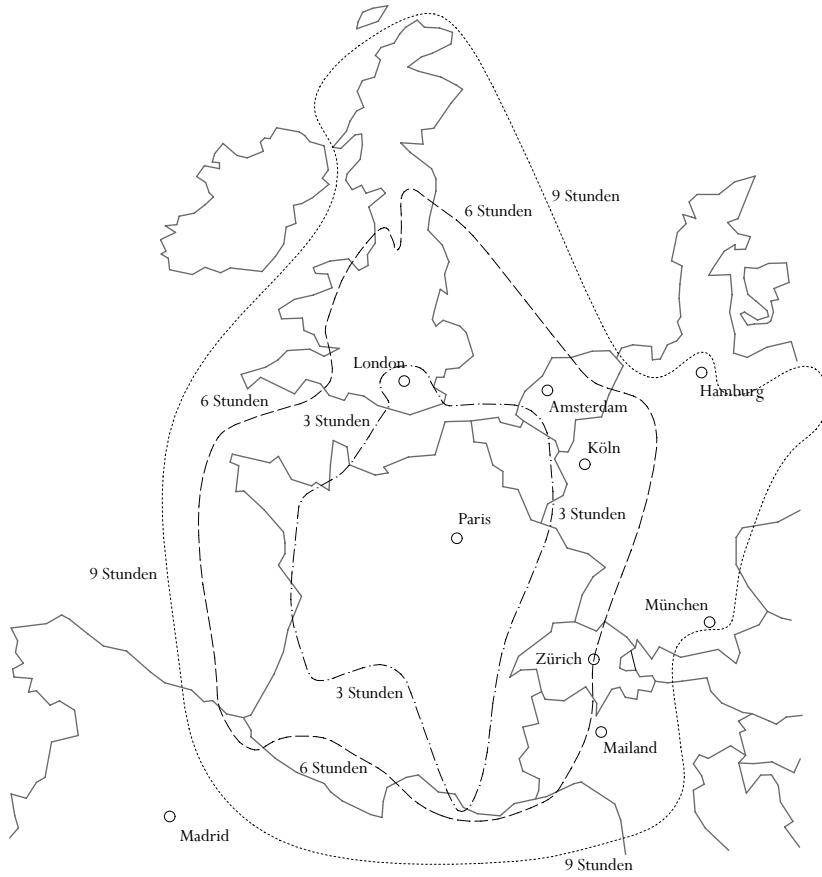 9 Stunden
6 Stunden
London
Hamburg
6 Stunden
Amsterdam
3 Stunden
Köln
Paris
3 Stunden
9 Stunden
München
Zürich
3 Stunden
Mailand
6 Stunden
Madrid
9 Stunden